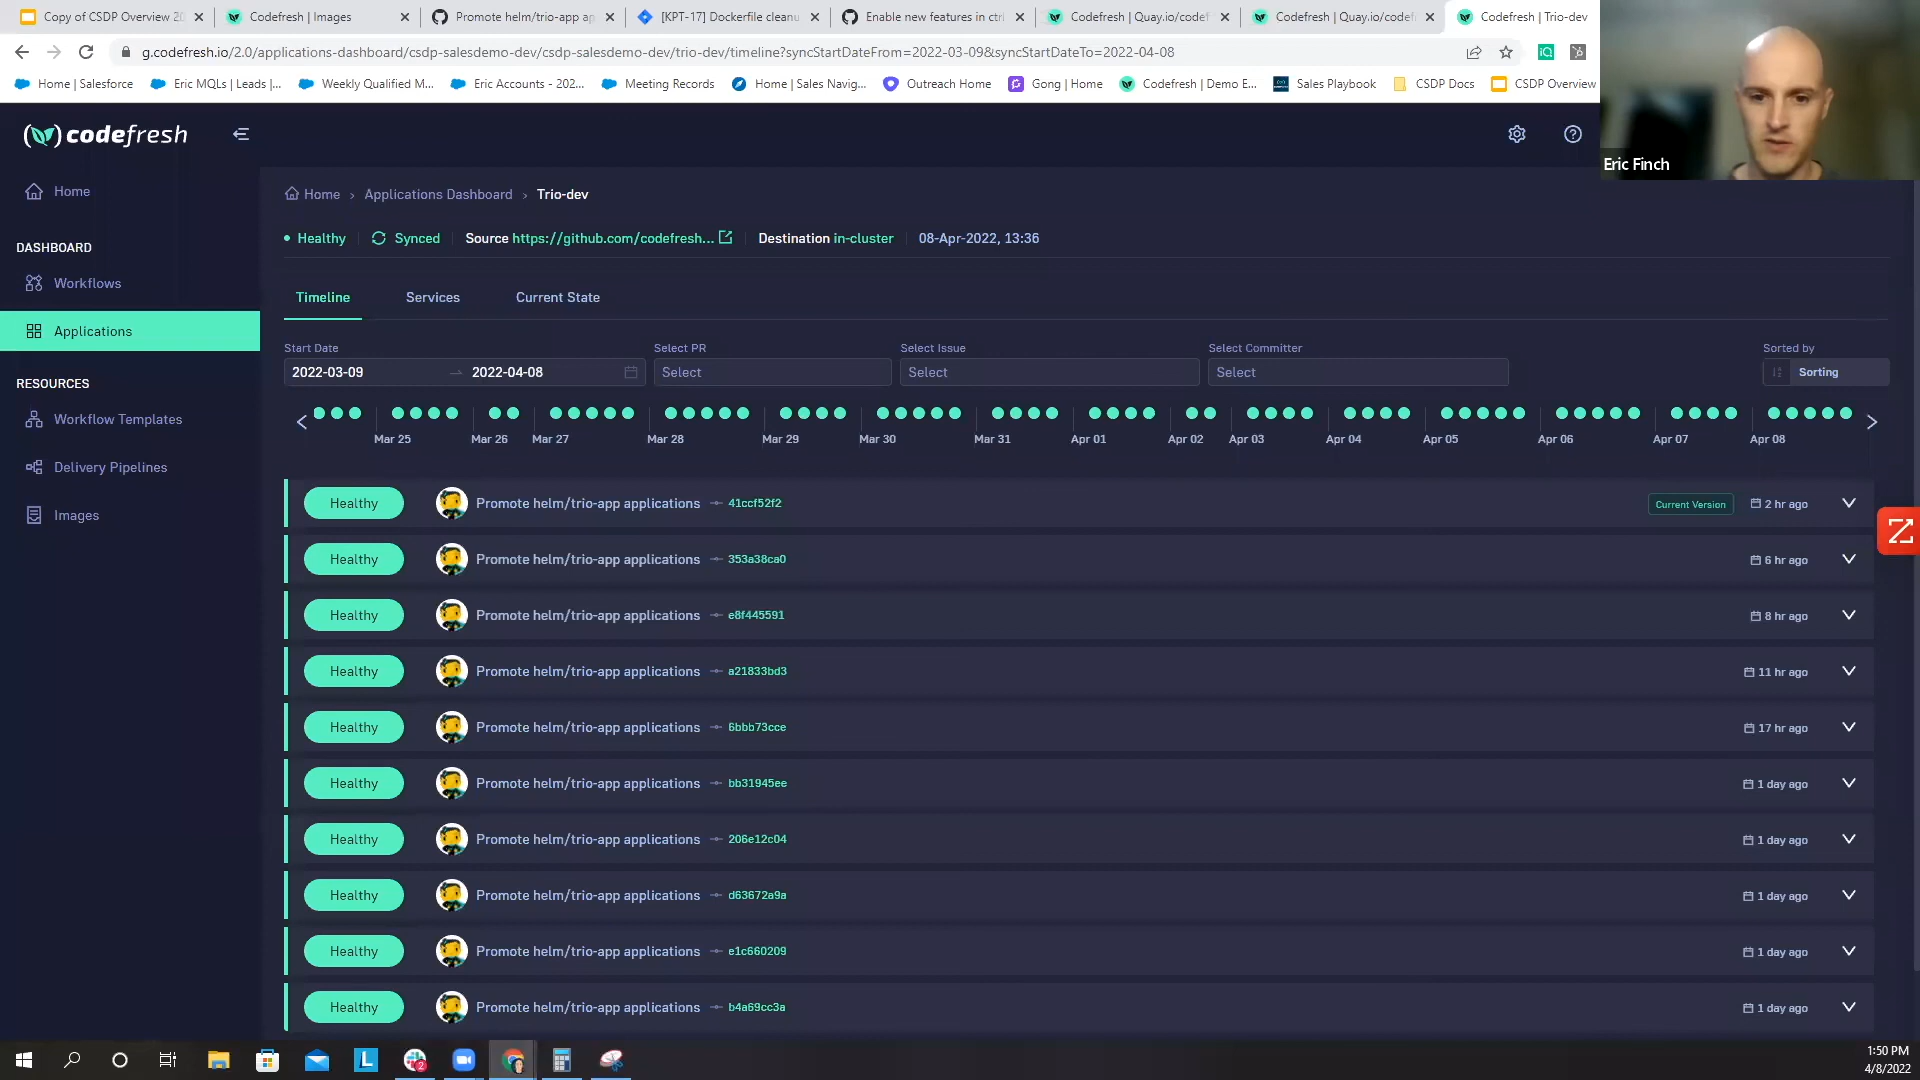 Copy of CSDP Overview 20
Codefresh | Images
Promote helm/trio-app ap
[KPT-17] Dockerfile cleanu
Enable new features in ctrl
Codefresh | Quay.io/codef
Codefresh | Quay.io/codef
Codefresh | Trio-dev
g.codefresh.io/2.0/applications-dashboard/csdp-salesdemo-dev/csdp-salesdemo-dev/trio-dev/timeline?syncStartDateFrom=2022-03-09&syncStartDateTo=2022-04-08
Home | Salesforce
Eric MQLs | Leads |...
Weekly Qualified M...
Eric Accounts - 202...
Meeting Records
Home | Sales Navig...
Outreach Home
Gong | Home
Codefresh | Demo E...
Sales Playbook
CSDP Docs
CSDP Overview
Eric Finch
codefresh
Home
DASHBOARD
Workflows
Applications
RESOURCES
Workflow Templates
Delivery Pipelines
Images
Home > Applications Dashboard > Trio-dev
Healthy Synced Source https://github.com/codefresh... Destination in-cluster 08-Apr-2022, 13:36
Timeline Services Current State
Start Date Select PR Select Issue Select Committer Sorted by
2022-03-09 2022-04-08 Select Select Select Sorting
Mar 25 Mar 26 Mar 27 Mar 28 Mar 29 Mar 30 Mar 31 Apr 01 Apr 02 Apr 03 Apr 04 Apr 05 Apr 06 Apr 07 Apr 08
Healthy Promote helm/trio-app applications 41ccf52f2 Current Version 2 hr ago
Healthy Promote helm/trio-app applications 353a38ca0 6 hr ago
Healthy Promote helm/trio-app applications e8f445591 8 hr ago
Healthy Promote helm/trio-app applications a21833bd3 11 hr ago
Healthy Promote helm/trio-app applications 6bbb73cce 17 hr ago
Healthy Promote helm/trio-app applications bb31945ee 1 day ago
Healthy Promote helm/trio-app applications 206e12c04 1 day ago
Healthy Promote helm/trio-app applications d63672a9a 1 day ago
Healthy Promote helm/trio-app applications e1c660209 1 day ago
Healthy Promote helm/trio-app applications b4a69cc3a 1 day ago
1:50 PM
4/8/2022